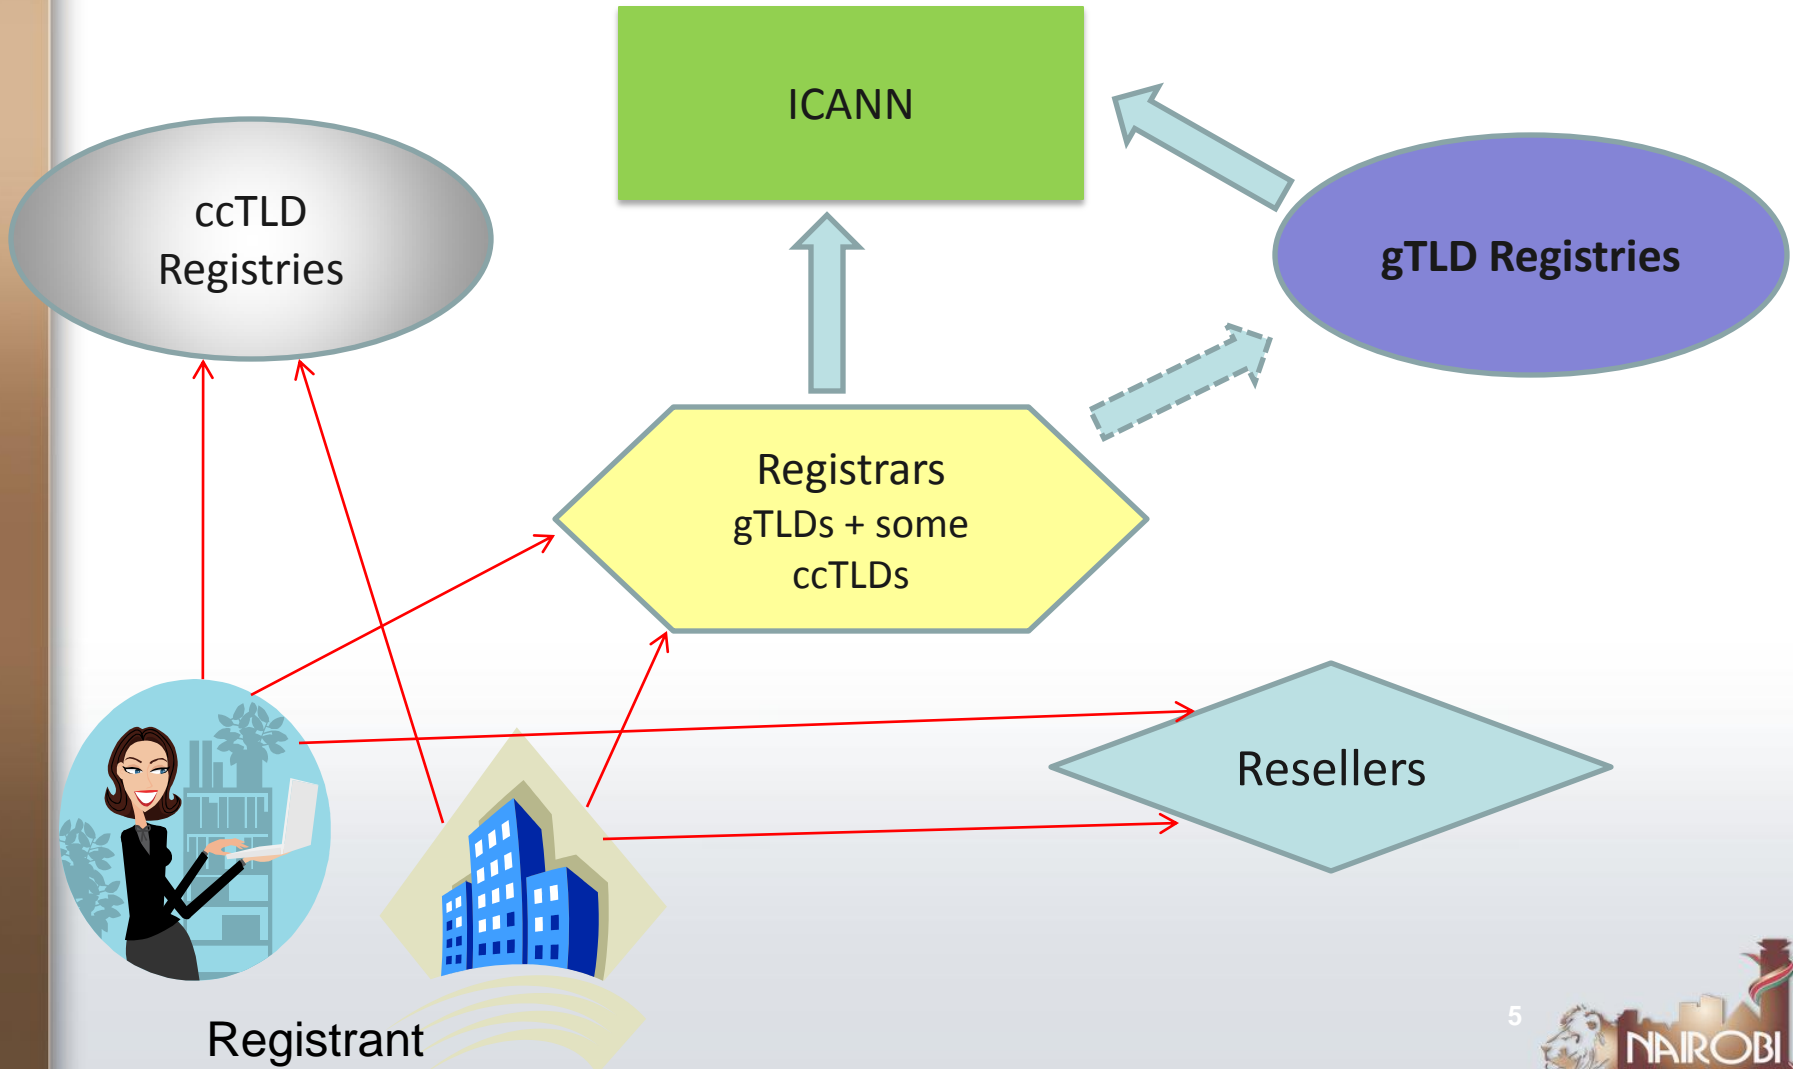 ICANN
ccTLD
Registries
gTLD Registries
Registrars
gTLDs + some
ccTLDs
Resellers
Registrant
5
NAIROBI